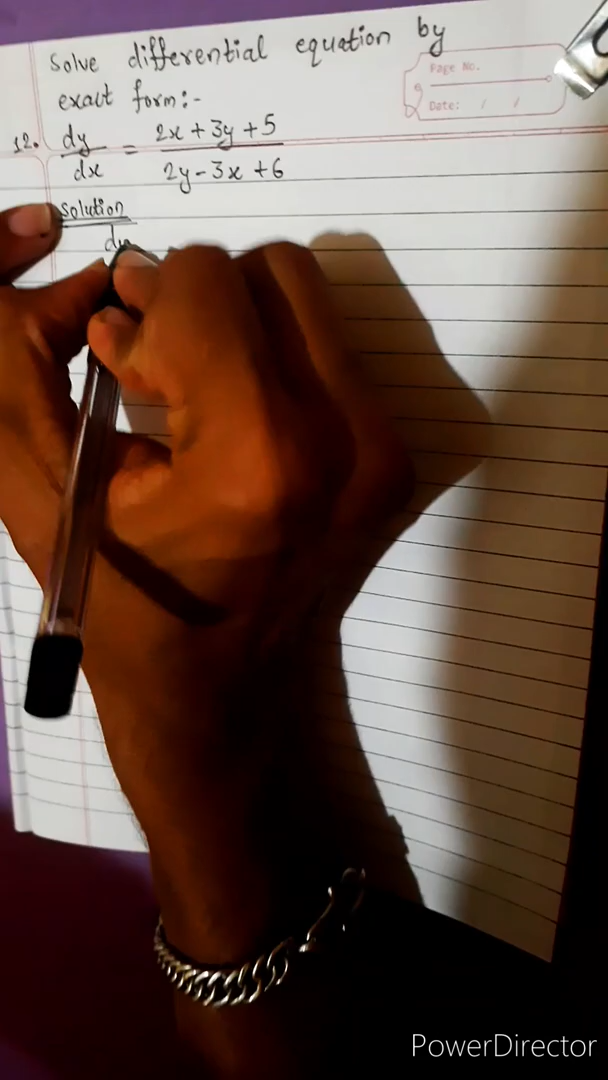 Solve differential equation by
Page No.
exact form:-
Date: / /
12. dy/dx = 2x + 3y + 5 / 2y - 3x + 6
Solution
dy
PowerDirector